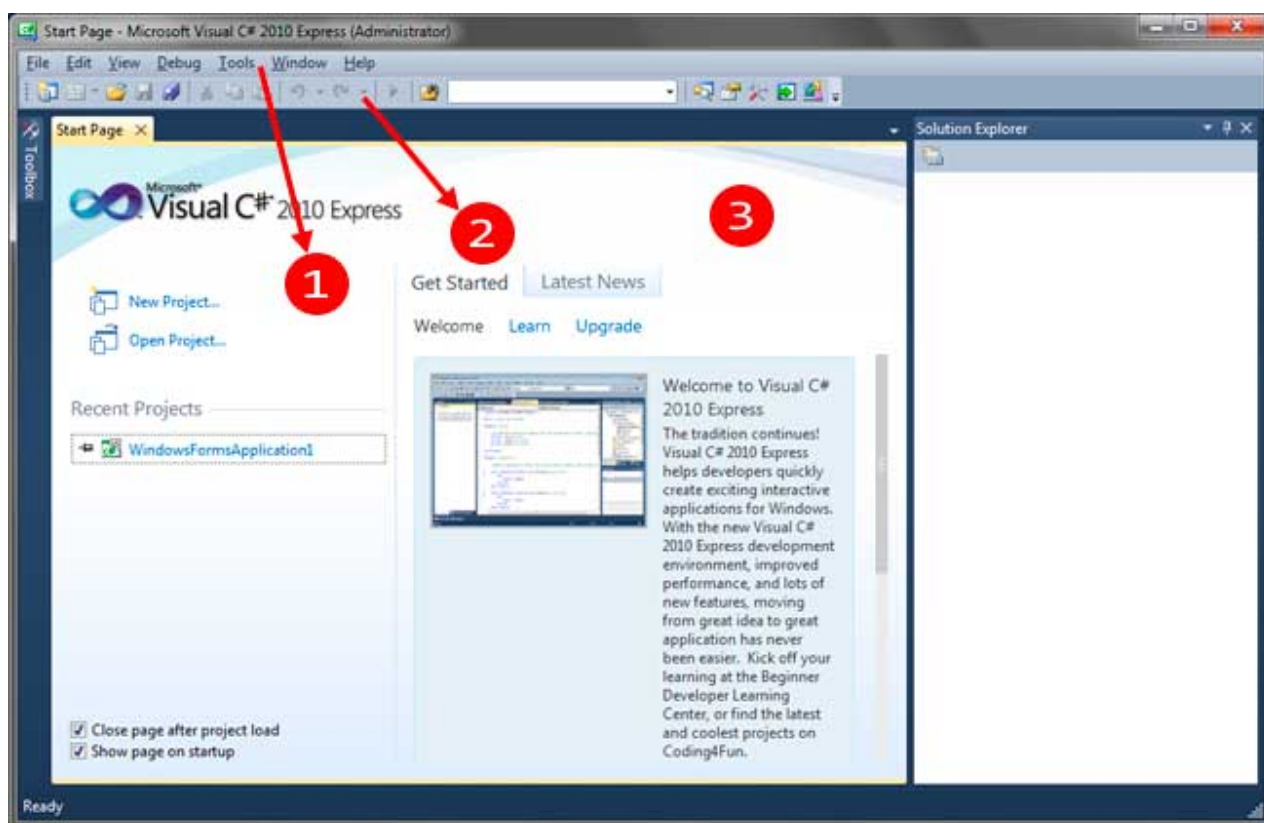 Start Page - Microsoft Visual C# 2010 Express (Administrator)
File Edit View Debug Tools Window Help
Toolbox
Start Page
Solution Explorer
Microsoft®
Visual C# 2010 Express
1
2
3
New Project...
Open Project...
Recent Projects
WindowsFormsApplication1
Close page after project load
Show page on startup
Get Started Latest News
Welcome Learn Upgrade
Welcome to Visual C#
2010 Express
The tradition continues!
Visual C# 2010 Express
helps developers quickly
create exciting interactive
applications for Windows.
With the new Visual C#
2010 Express development
environment, improved
performance, and lots of
new features, moving
from great idea to great
application has never
been easier. Kick off your
learning at the Beginner
Developer Learning
Center, or find the latest
and coolest projects on
Coding4Fun.
Ready